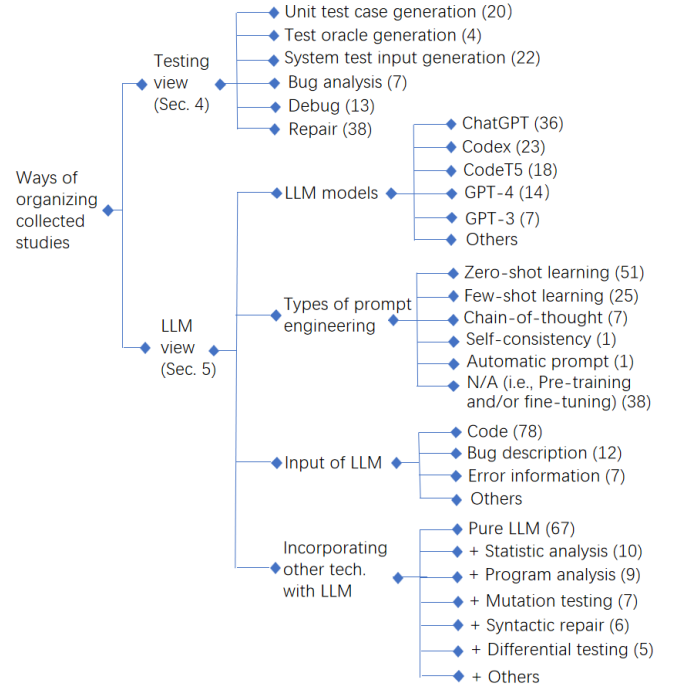 Ways of
organizing
collected
studies
Testing
view
(Sec. 4)
Unit test case generation (20)
Test oracle generation (4)
System test input generation (22)
Bug analysis (7)
Debug (13)
Repair (38)
LLM
view
(Sec. 5)
LLM models
ChatGPT (36)
Codex (23)
CodeT5 (18)
GPT-4 (14)
GPT-3 (7)
Others
Types of prompt
engineering
Zero-shot learning (51)
Few-shot learning (25)
Chain-of-thought (7)
Self-consistency (1)
Automatic prompt (1)
N/A (i.e., Pre-training
and/or fine-tuning) (38)
Input of LLM
Code (78)
Bug description (12)
Error information (7)
Others
Incorporating
other tech.
with LLM
Pure LLM (67)
+ Statistic analysis (10)
+ Program analysis (9)
+ Mutation testing (7)
+ Syntactic repair (6)
+ Differential testing (5)
+ Others